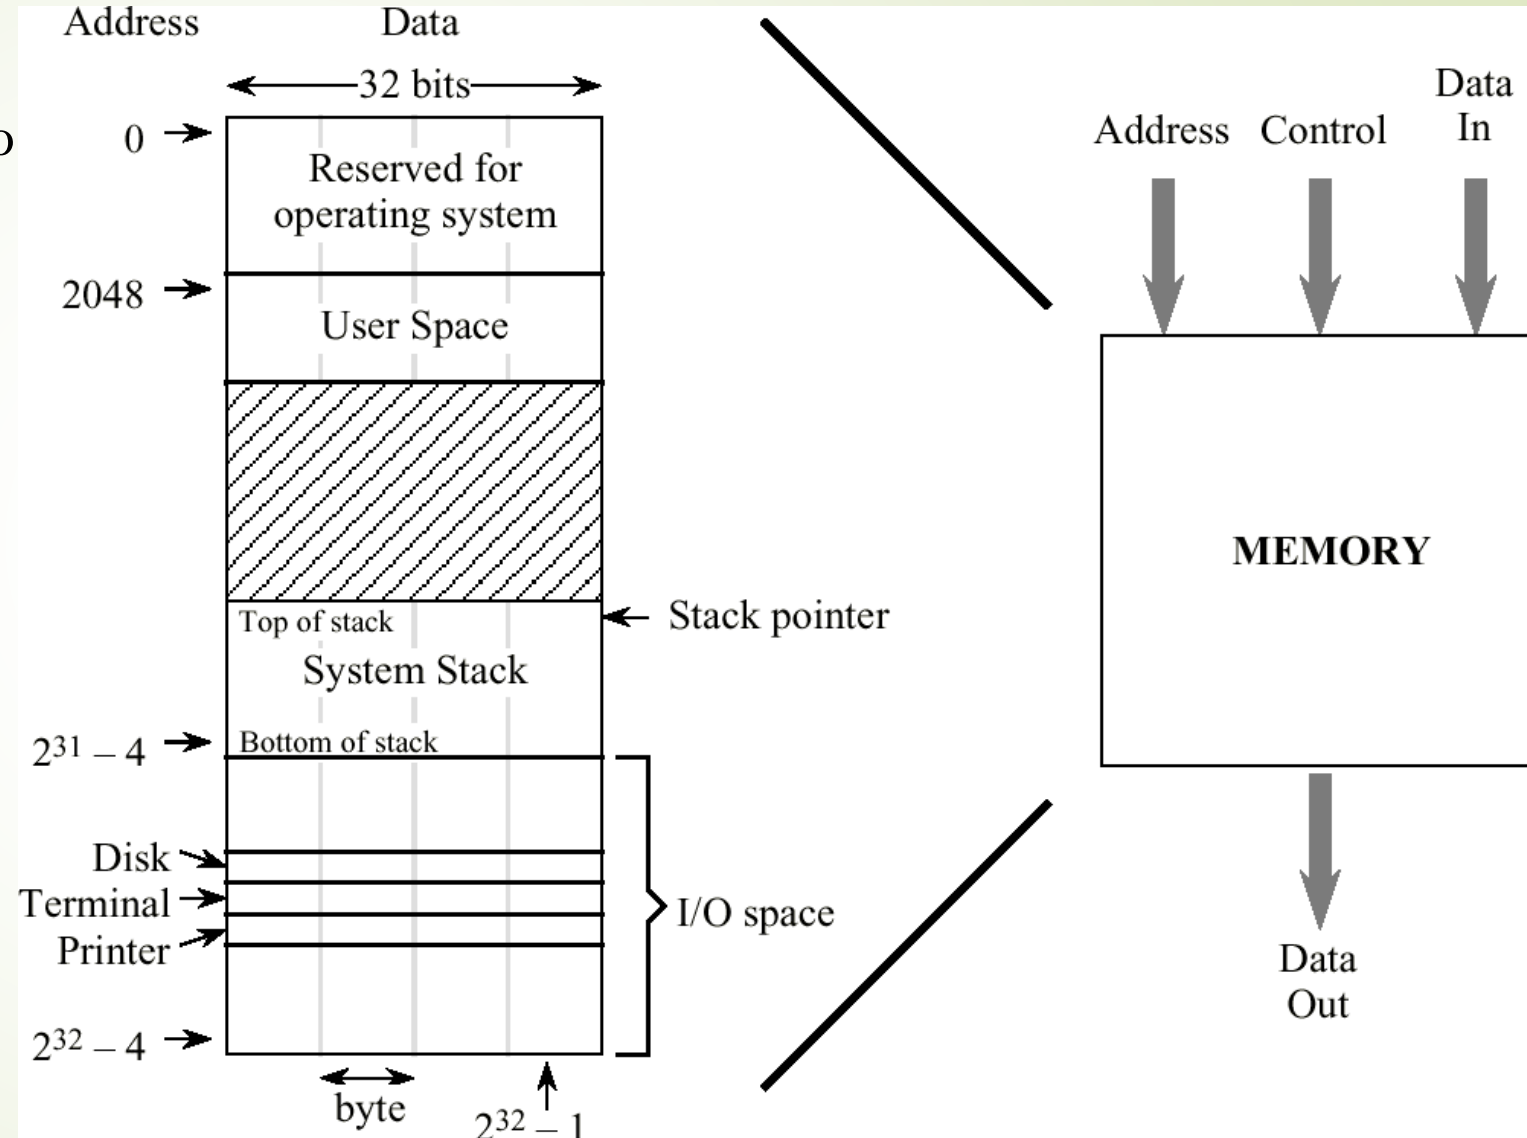 Address Data
32 bits
o
0
Reserved for
operating system
2048
User Space
Top of stack
Stack pointer
System Stack
2³¹ – 4
Bottom of stack
Disk
Terminal
Printer
I/O space
2³² – 4
byte
2³² – 1
Address Control Data
In
MEMORY
Data
Out